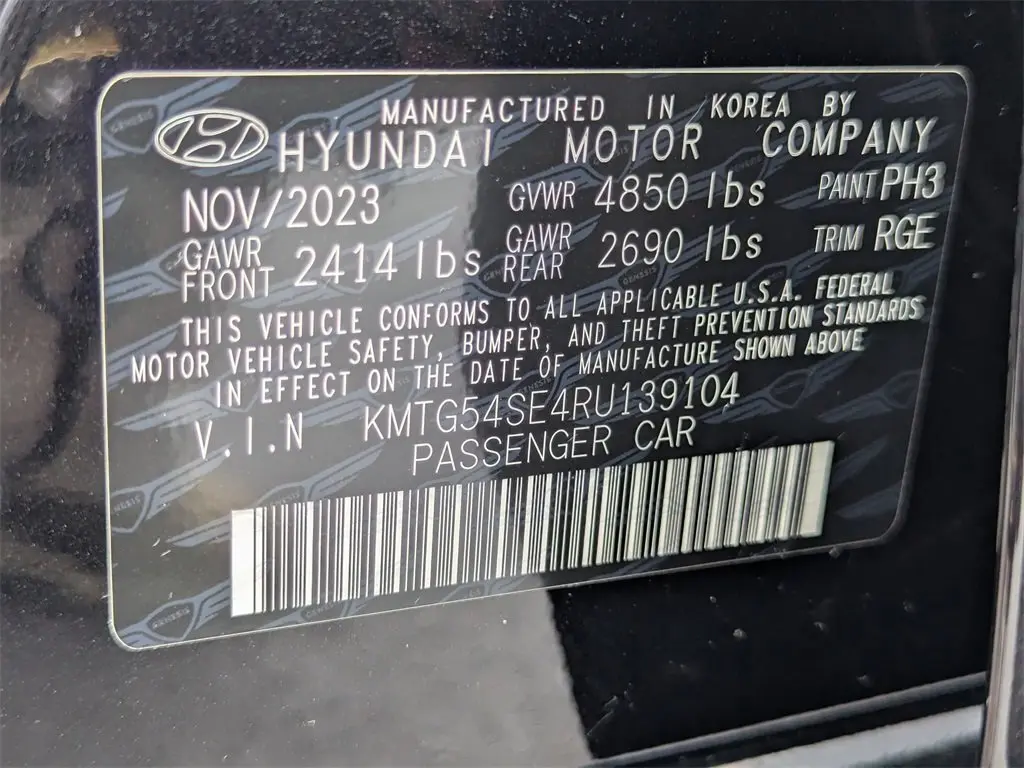 MANUFACTURED IN KOREA BY
HYUNDAI MOTOR COMPANY
NOV/2023 GVWR 4850 lbs PAINT PH3
GAWR FRONT 2414 lbs GAWR REAR 2690 lbs TRIM RGE
THIS VEHICLE CONFORMS TO ALL APPLICABLE U.S.A. FEDERAL
MOTOR VEHICLE SAFETY, BUMPER, AND THEFT PREVENTION STANDARDS
IN EFFECT ON THE DATE OF MANUFACTURE SHOWN ABOVE
V.I.N KMTG54SE4RU139104
PASSENGER CAR
GENESIS